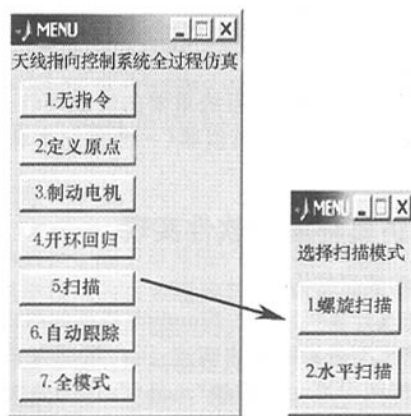 MENU
天线指向控制系统全过程仿真
1.无指令
2.定义原点
3.制动电机
4.开环回归
5.扫描
6.自动跟踪
7.全模式
MENU
选择扫描模式
1.螺旋扫描
2.水平扫描